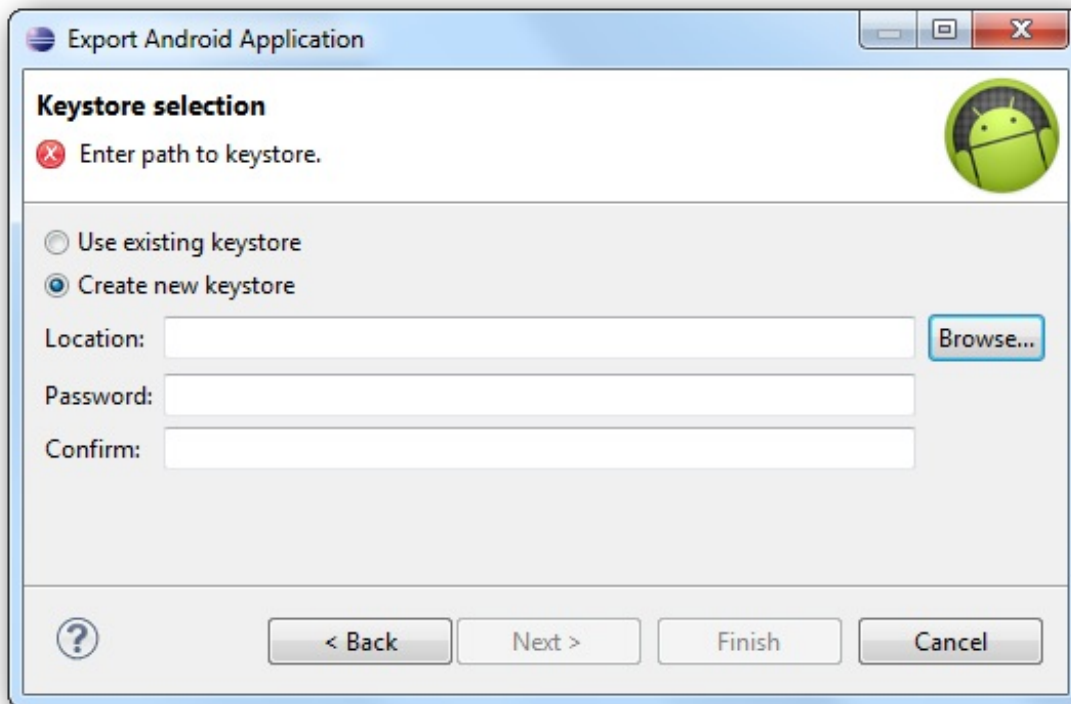 Export Android Application
Keystore selection
Enter path to keystore.
Use existing keystore
Create new keystore
Location: Browse...
Password:
Confirm:
? < Back Next > Finish Cancel